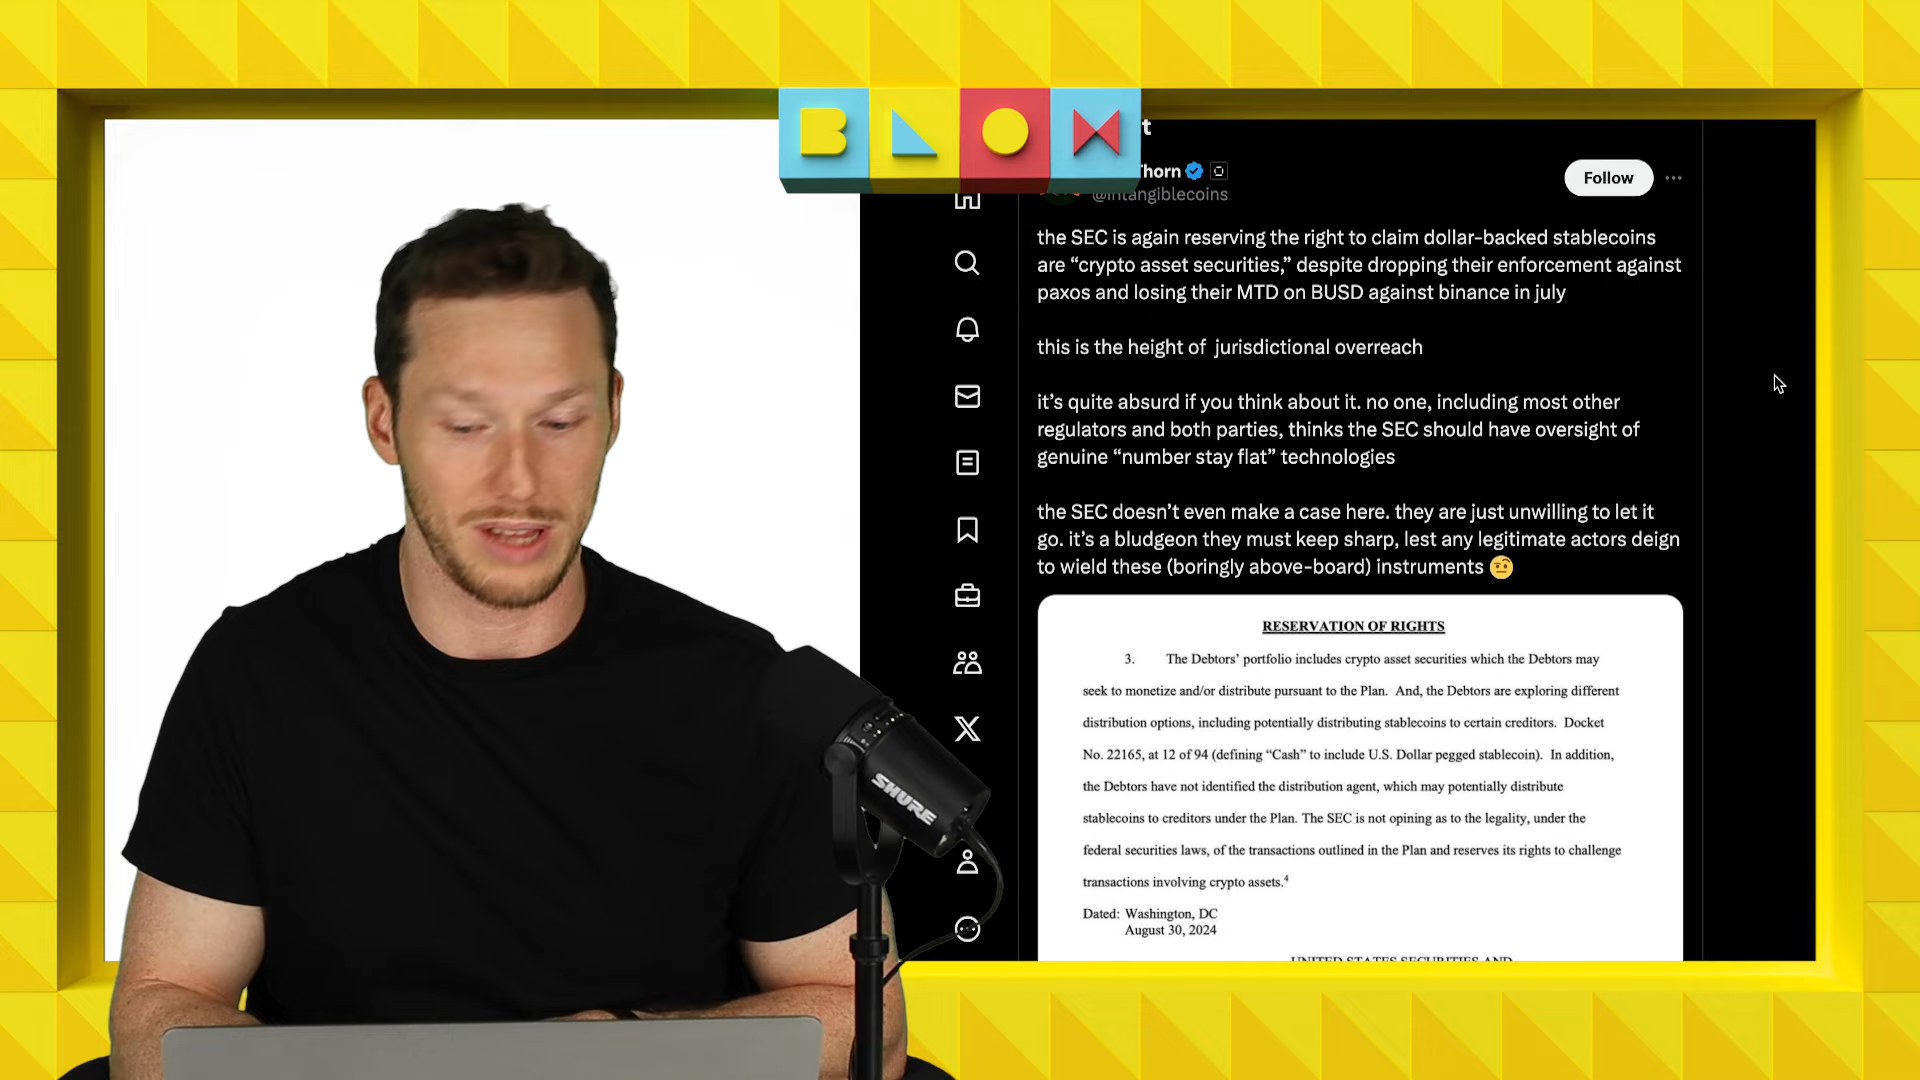 BLOW
t
Thorn
@intangiblecoins
Follow
the SEC is again reserving the right to claim dollar-backed stablecoins
are “crypto asset securities,” despite dropping their enforcement against
paxos and losing their MTD on BUSD against binance in july
this is the height of  jurisdictional overreach
it’s quite absurd if you think about it. no one, including most other
regulators and both parties, thinks the SEC should have oversight of
genuine “number stay flat” technologies
the SEC doesn’t even make a case here. they are just unwilling to let it
go. it’s a bludgeon they must keep sharp, lest any legitimate actors deign
to wield these (boringly above-board) instruments 🤨
RESERVATION OF RIGHTS
3. The Debtors’ portfolio includes crypto asset securities which the Debtors may
seek to monetize and/or distribute pursuant to the Plan. And, the Debtors are exploring different
distribution options, including potentially distributing stablecoins to certain creditors. Docket
No. 22165, at 12 of 94 (defining “Cash” to include U.S. Dollar pegged stablecoin). In addition,
the Debtors have not identified the distribution agent, which may potentially distribute
stablecoins to creditors under the Plan. The SEC is not opining as to the legality, under the
federal securities laws, of the transactions outlined in the Plan and reserves its rights to challenge
transactions involving crypto assets.4
Dated: Washington, DC
August 30, 2024
UNITED STATES SECURITIES AND
SHURE